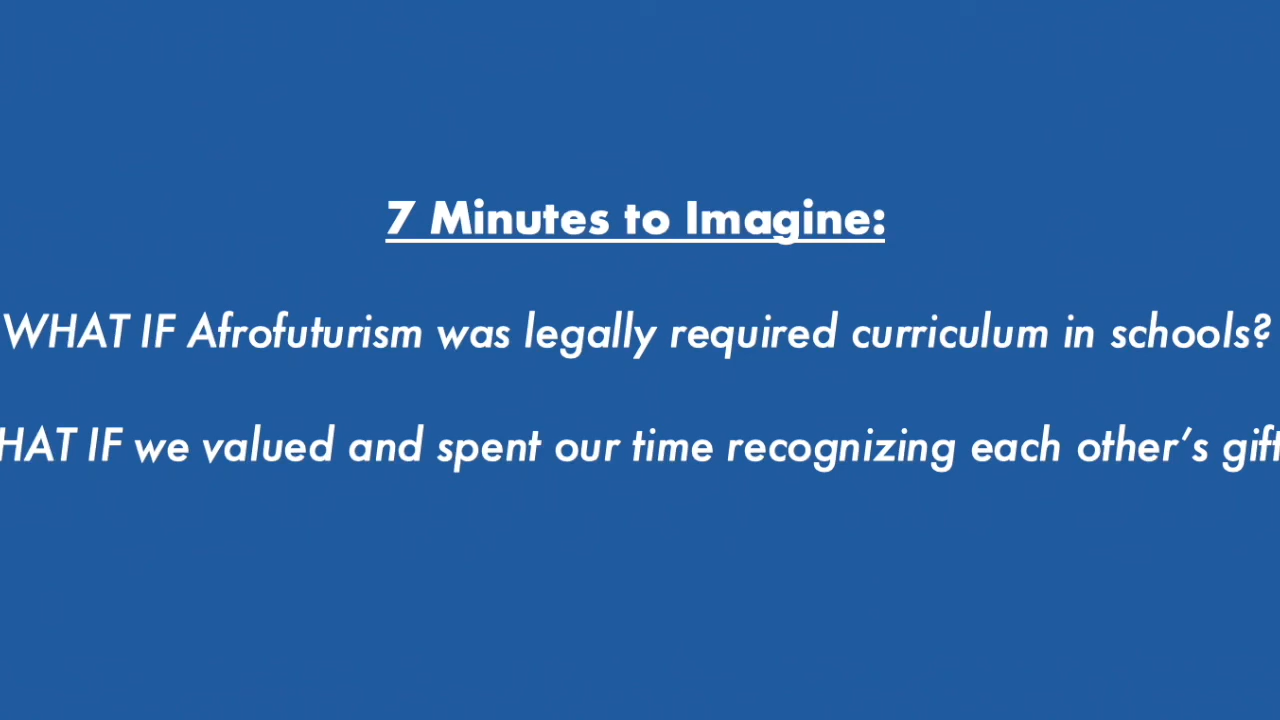 7 Minutes to Imagine:
WHAT IF Afrofuturism was legally required curriculum in schools?
HAT IF we valued and spent our time recognizing each other's gift